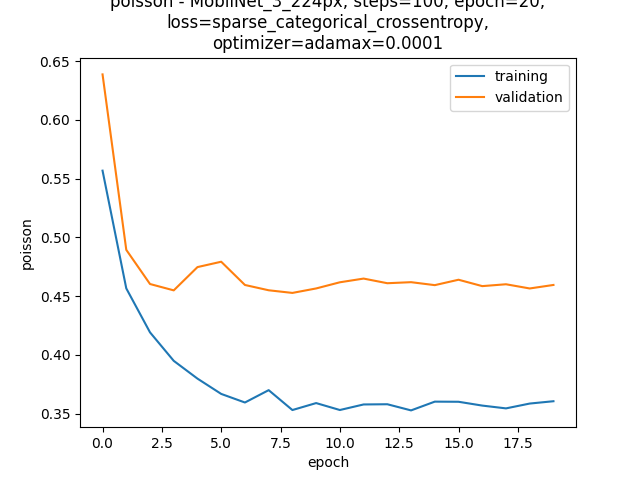 poisson - MobilNet_3_224px, steps=100, epoch=20,
loss=sparse_categorical_crossentropy,
optimizer=adamax=0.0001
training
validation
0.65
0.60
0.55
0.50
0.45
0.40
0.35
poisson
0.0 2.5 5.0 7.5 10.0 12.5 15.0 17.5
epoch